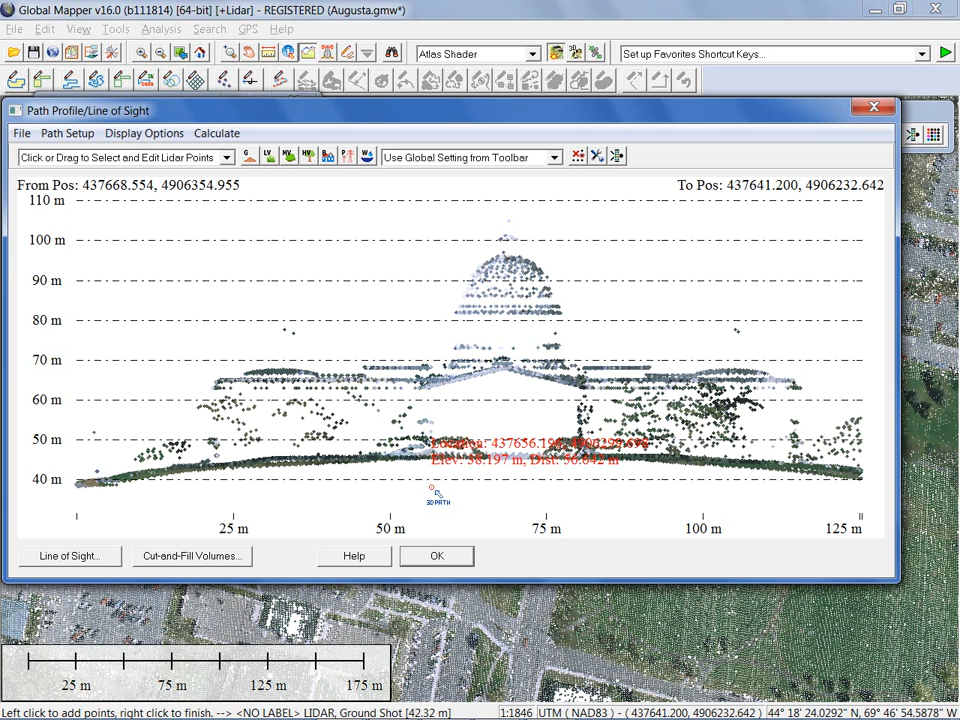 Global Mapper v16.0 (b111814) [64-bit] [+Lidar] - REGISTERED (Augusta.gmw*)
File Edit View Tools Analysis Search GPS Help
Atlas Shader Set up Favorites Shortcut Keys...
Path Profile/Line of Sight
File Path Setup Display Options Calculate
Click or Drag to Select and Edit Lidar Points Use Global Setting from Toolbar
From Pos: 437668.554, 4906354.955 To Pos: 437641.200, 4906232.642
110 m
100 m
90 m
80 m
70 m
60 m
50 m
Location: 437656.194,
Elev: 38.197 m, Dist: 56.642 m
40 m
3D PATH
25 m 50 m 75 m 100 m 125 m
Line of Sight... Cut-and-Fill Volumes... Help OK
25 m 75 m 125 m 175 m
Left click to add points, right click to finish. --> <NO LABEL> LIDAR, Ground Shot [42.32 m] 1:1846 UTM ( NAD83 ) - ( 437641.200, 4906232.642 ) 44° 18' 24.0292" N, 69° 46' 54.5878" W